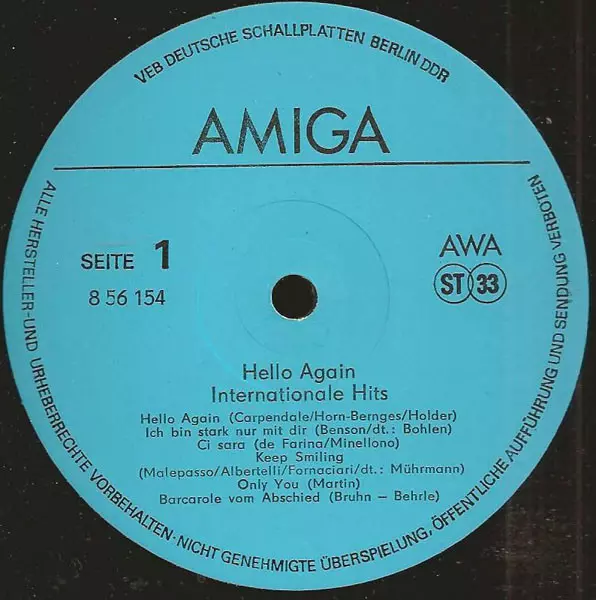 VEB DEUTSCHE SCHALLPLATTEN BERLIN DDR
AMIGA
SEITE 1
8 56 154
AWA
ST 33
Hello Again
Internationale Hits
Hello Again (Carpendale/Horn-Bernges/Holder)
Ich bin stark nur mit dir (Benson/dt.: Bohlen)
Ci sara (de Farina/Minellono)
Keep Smiling
(Malepasso/Albertelli/Fornaciari/dt.: Mührmann)
Only You (Martin)
Barcarole vom Abschied (Bruhn – Behrle)
ALLE HERSTELLER-UND URHEBERRECHTE VORBEHALTEN·NICHT GENEHMIGTE ÜBERSPIELUNG, ÖFFENTLICHE AUFFÜHRUNG UND SENDUNG VERBOTEN